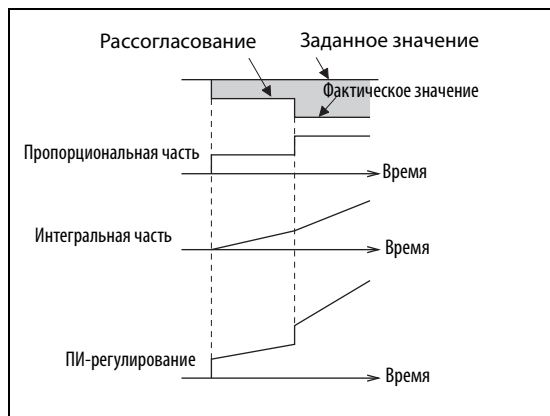 Рассогласование
Заданное значение
Фактическое значение
Пропорциональная часть
Время
Интегральная часть
Время
ПИ-регулирование
Время